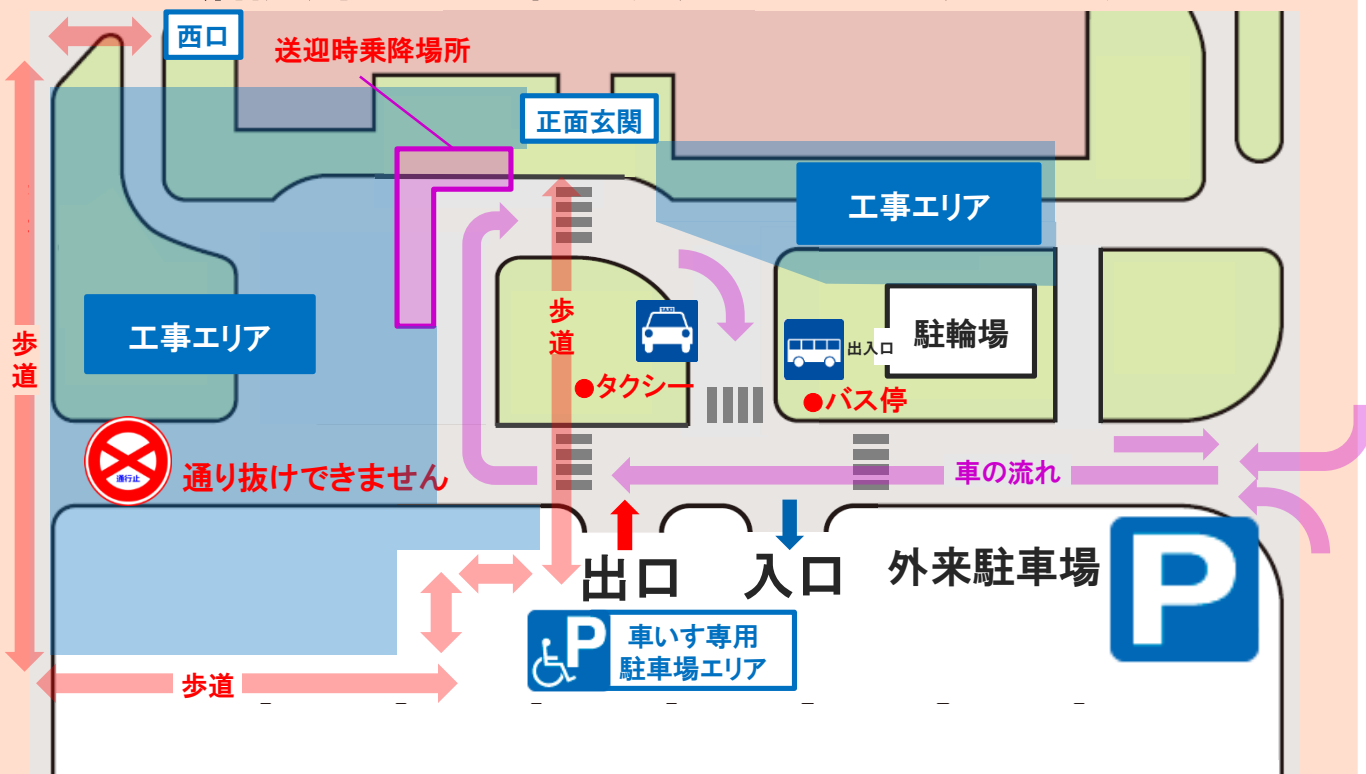 西口
送迎時乗降場所
正面玄関
工事エリア
工事エリア
歩道
歩道
TAXI
タクシー
出入口
駐輪場
バス停
通行止
通り抜けできません
車の流れ
出口
入口
外来駐車場
P
P
車いす専用
駐車場エリア
歩道